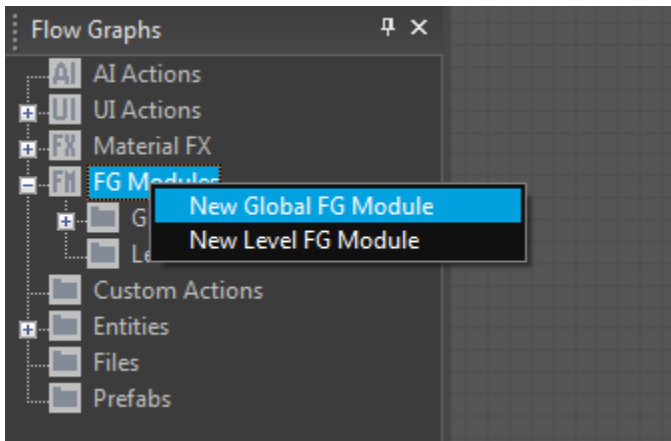 Flow Graphs
AI AI Actions
UI UI Actions
FX Material FX
FM FG Modules
New Global FG Module
G
New Level FG Module
Le
Custom Actions
Entities
Files
Prefabs